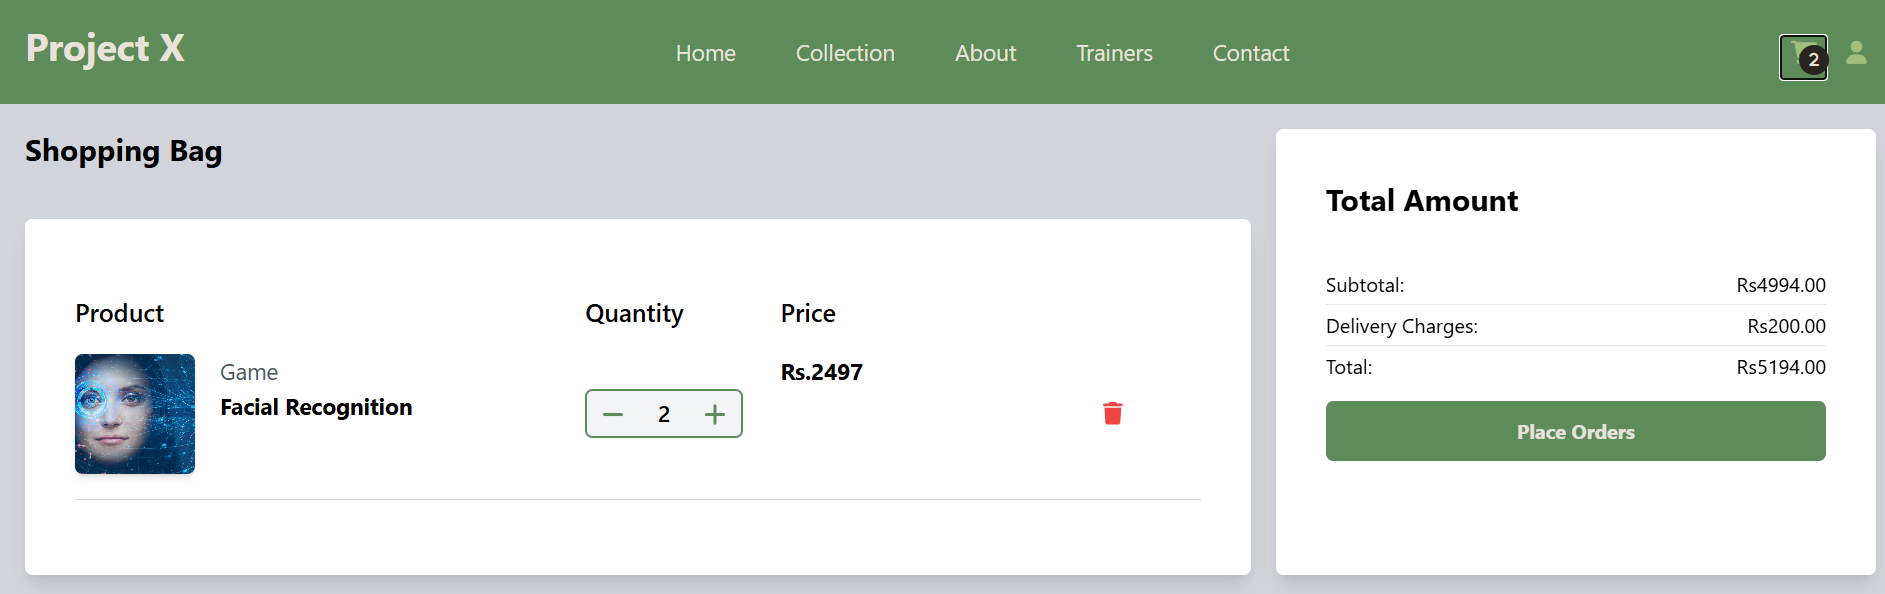 Project X
Home Collection About Trainers Contact
2
Shopping Bag
Product Quantity Price
Game
Facial Recognition
2
Rs.2497
Total Amount
Subtotal: Rs4994.00
Delivery Charges: Rs200.00
Total: Rs5194.00
Place Orders